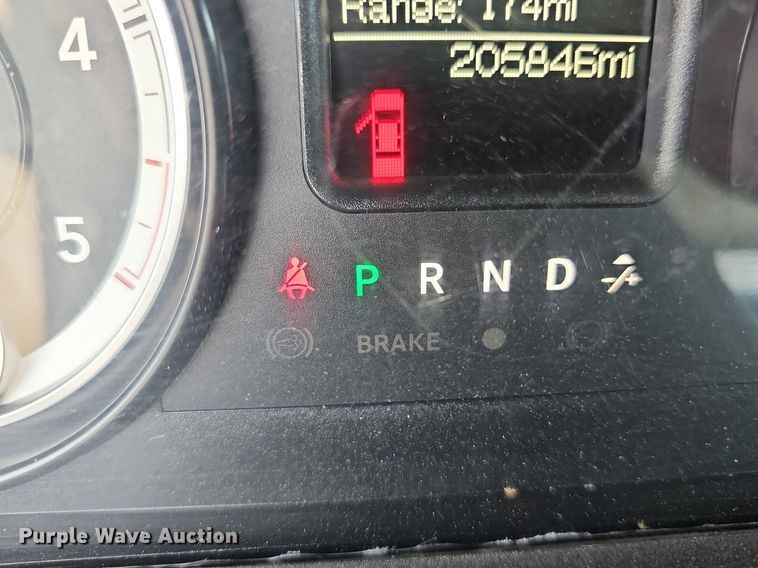 Range: 174mi
205846mi
4
5
P R N D
BRAKE
Purple Wave Auction